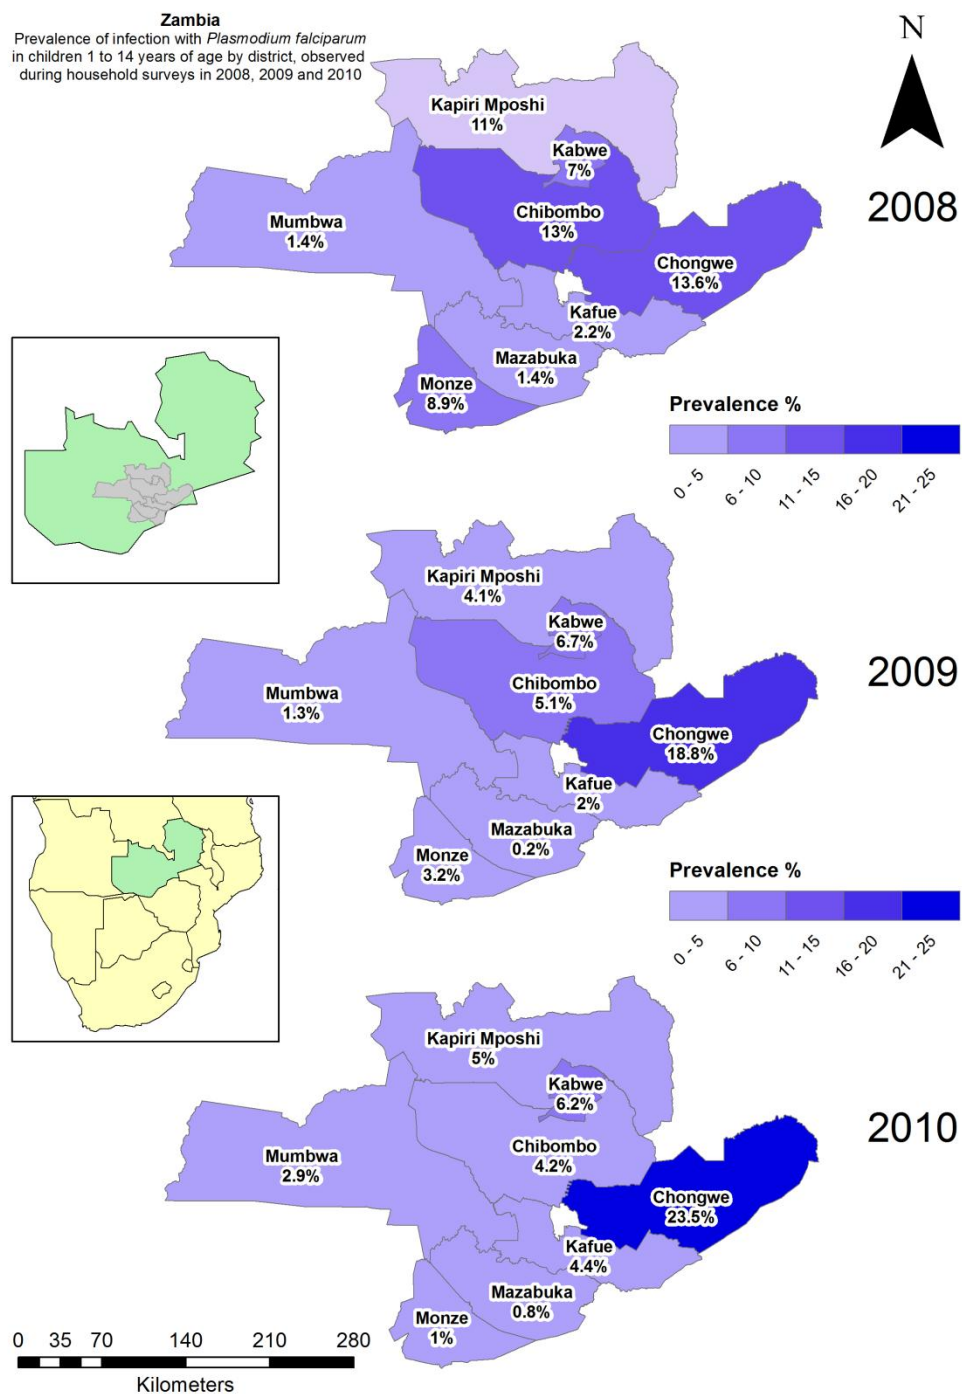 Zambia
Prevalence of infection with Plasmodium falciparum
in children 1 to 14 years of age by district, observed
during household surveys in 2008, 2009 and 2010
N
2008
Kapiri Mposhi
11%
Kabwe
7%
Chibombo
13%
Mumbwa
1.4%
Chongwe
13.6%
Kafue
2.2%
Mazabuka
1.4%
Monze
8.9%
Prevalence %
0 - 5
6 - 10
11 - 15
16 - 20
21 - 25
2009
Kapiri Mposhi
4.1%
Kabwe
6.7%
Chibombo
5.1%
Mumbwa
1.3%
Chongwe
18.8%
Kafue
2%
Mazabuka
0.2%
Monze
3.2%
Prevalence %
0 - 5
6 - 10
11 - 15
16 - 20
21 - 25
2010
Kapiri Mposhi
5%
Kabwe
6.2%
Chibombo
4.2%
Mumbwa
2.9%
Chongwe
23.5%
Kafue
4.4%
Mazabuka
0.8%
Monze
1%
0 35 70 140 210 280
Kilometers